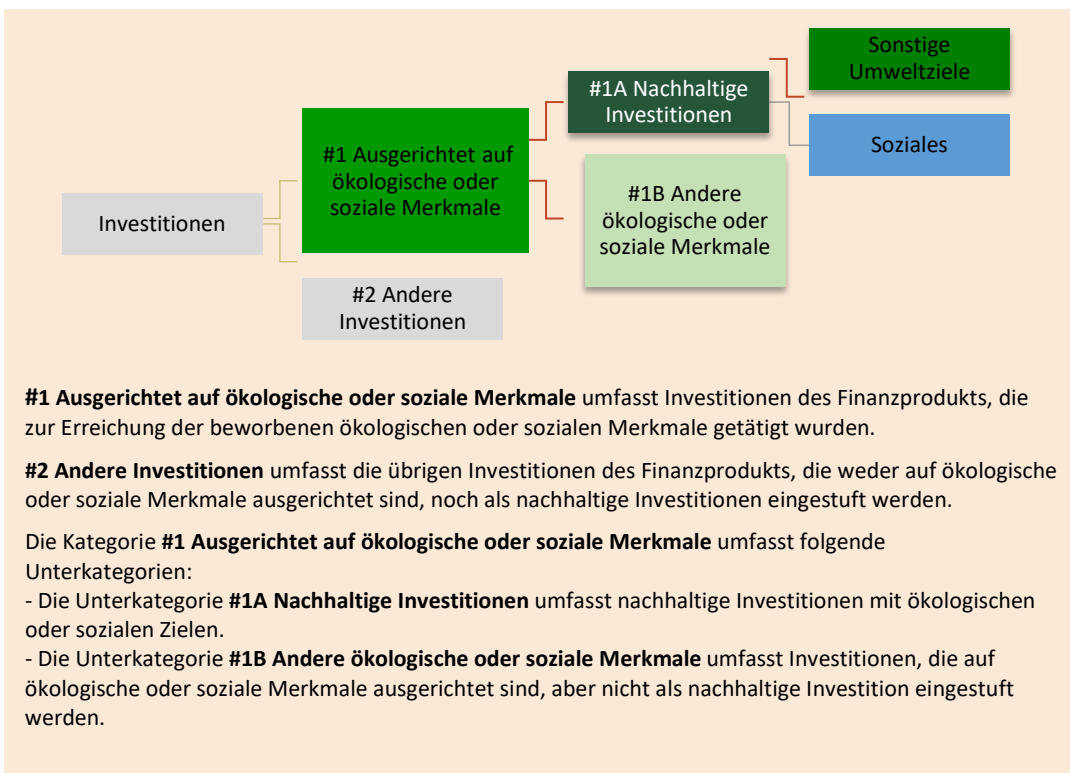 Sonstige
Umweltziele
#1A Nachhaltige
Investitionen
Soziales
#1 Ausgerichtet auf
ökologische oder
soziale Merkmale
#1B Andere
ökologische oder
soziale Merkmale
Investitionen
#2 Andere
Investitionen
#1 Ausgerichtet auf ökologische oder soziale Merkmale umfasst Investitionen des Finanzprodukts, die
zur Erreichung der beworbenen ökologischen oder sozialen Merkmale getätigt wurden.
#2 Andere Investitionen umfasst die übrigen Investitionen des Finanzprodukts, die weder auf ökologische
oder soziale Merkmale ausgerichtet sind, noch als nachhaltige Investitionen eingestuft werden.
Die Kategorie #1 Ausgerichtet auf ökologische oder soziale Merkmale umfasst folgende
Unterkategorien:
- Die Unterkategorie #1A Nachhaltige Investitionen umfasst nachhaltige Investitionen mit ökologischen
oder sozialen Zielen.
- Die Unterkategorie #1B Andere ökologische oder soziale Merkmale umfasst Investitionen, die auf
ökologische oder soziale Merkmale ausgerichtet sind, aber nicht als nachhaltige Investition eingestuft
werden.